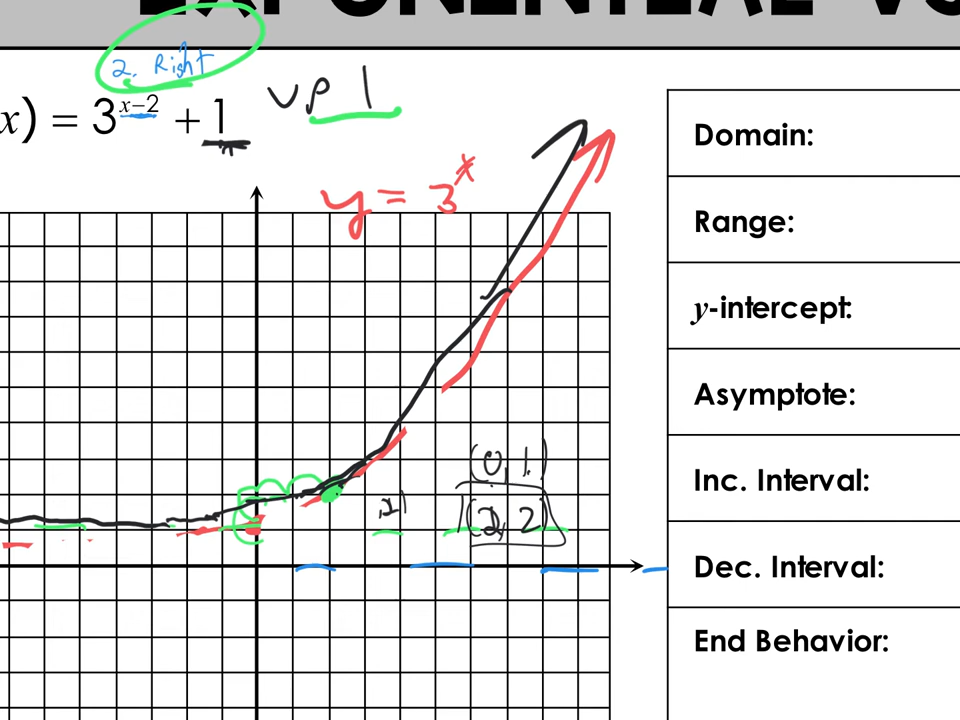 2. Right
x) = 3^{x-2} + 1
up 1
y = 3^x
(0, 1)
(2, 2)
Domain:
Range:
y-intercept:
Asymptote:
Inc. Interval:
Dec. Interval:
End Behavior: